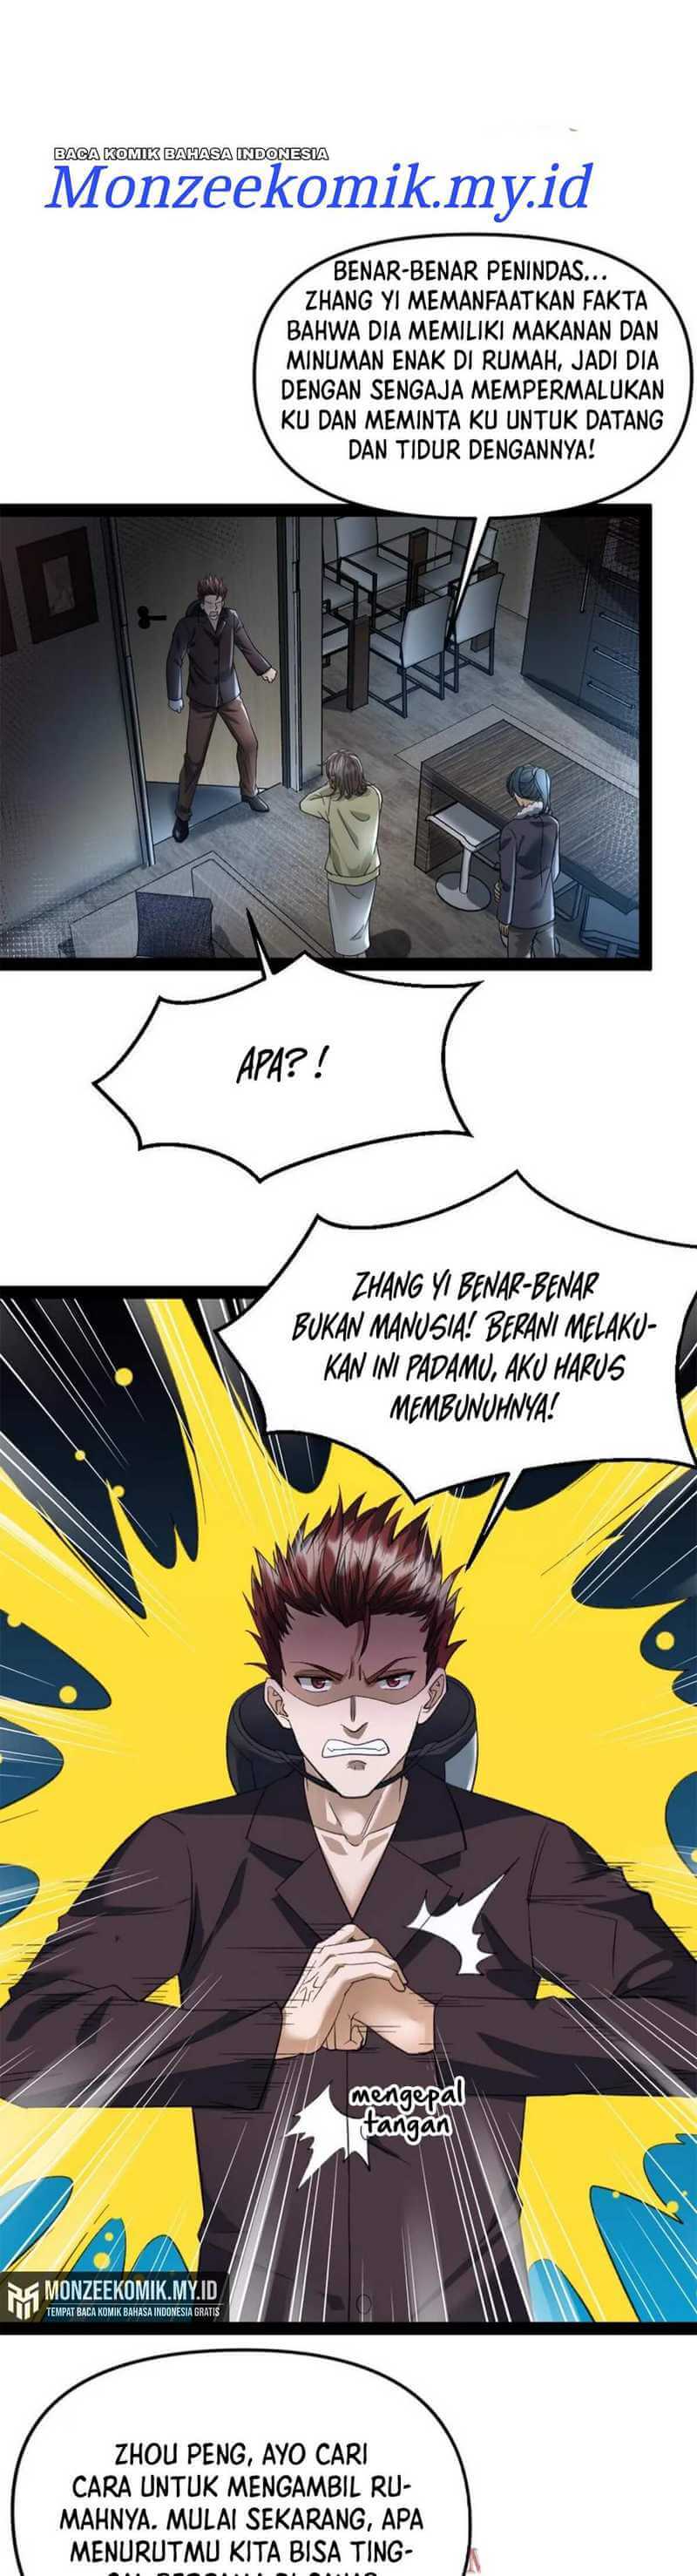 BACA KOMIK BAHASA INDONESIA
Monzeekomik.my.id
BENAR-BENAR PENINDAS...
ZHANG YI MEMANFAATKAN FAKTA
BAHWA DIA MEMILIKI MAKANAN DAN
MINUMAN ENAK DI RUMAH, JADI DIA
DENGAN SENGAJA MEMPERMALUKAN
KU DAN MEMINTA KU UNTUK DATANG
DAN TIDUR DENGANNYA!
APA?!
ZHANG YI BENAR-BENAR
BUKAN MANUSIA! BERANI MELAKU-
KAN INI PADAMU, AKU HARUS
MEMBUNUHNYA!
mengepal
tangan
MONZEEKOMIK.MY.ID
TEMPAT BACA KOMIK BAHASA INDONESIA GRATIS
ZHOU PENG, AYO CARI
CARA UNTUK MENGAMBIL RU-
MAHNYA. MULAI SEKARANG, APA
MENURUTMU KITA BISA TING-